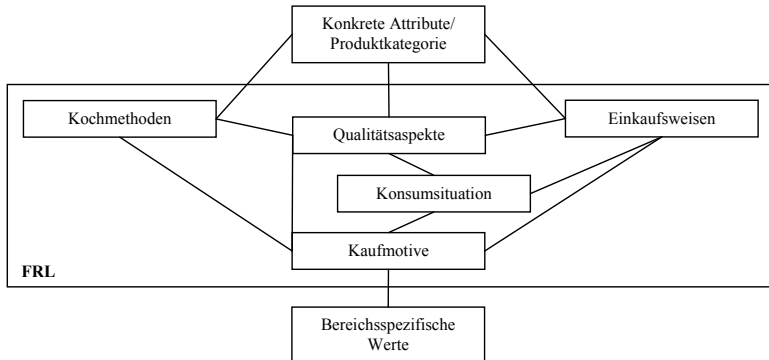 Konkrete Attribute/
Produktkategorie
Kochmethoden
Qualitätsaspekte
Einkaufsweisen
Konsumsituation
Kaufmotive
FRL
Bereichsspezifische
Werte